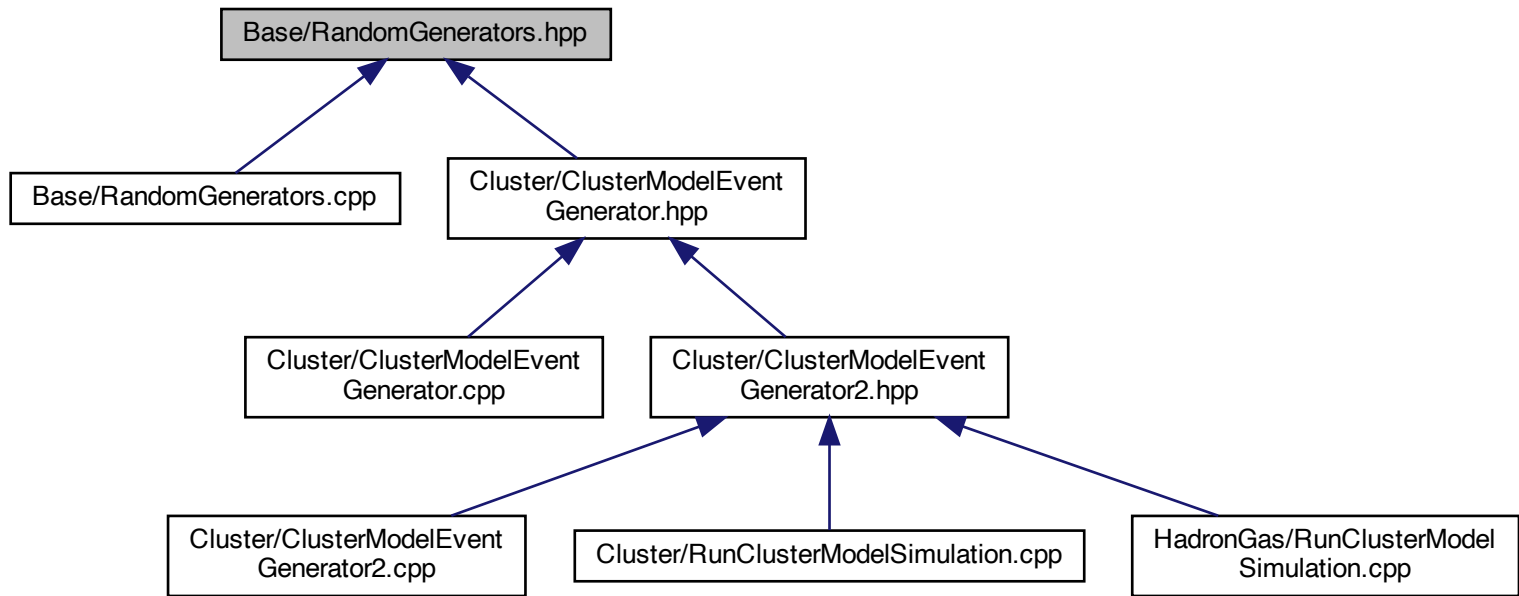 Base/RandomGenerators.hpp
Base/RandomGenerators.cpp
Cluster/ClusterModelEvent
Generator.hpp
Cluster/ClusterModelEvent
Generator.cpp
Cluster/ClusterModelEvent
Generator2.hpp
Cluster/ClusterModelEvent
Generator2.cpp
Cluster/RunClusterModelSimulation.cpp
HadronGas/RunClusterModel
Simulation.cpp